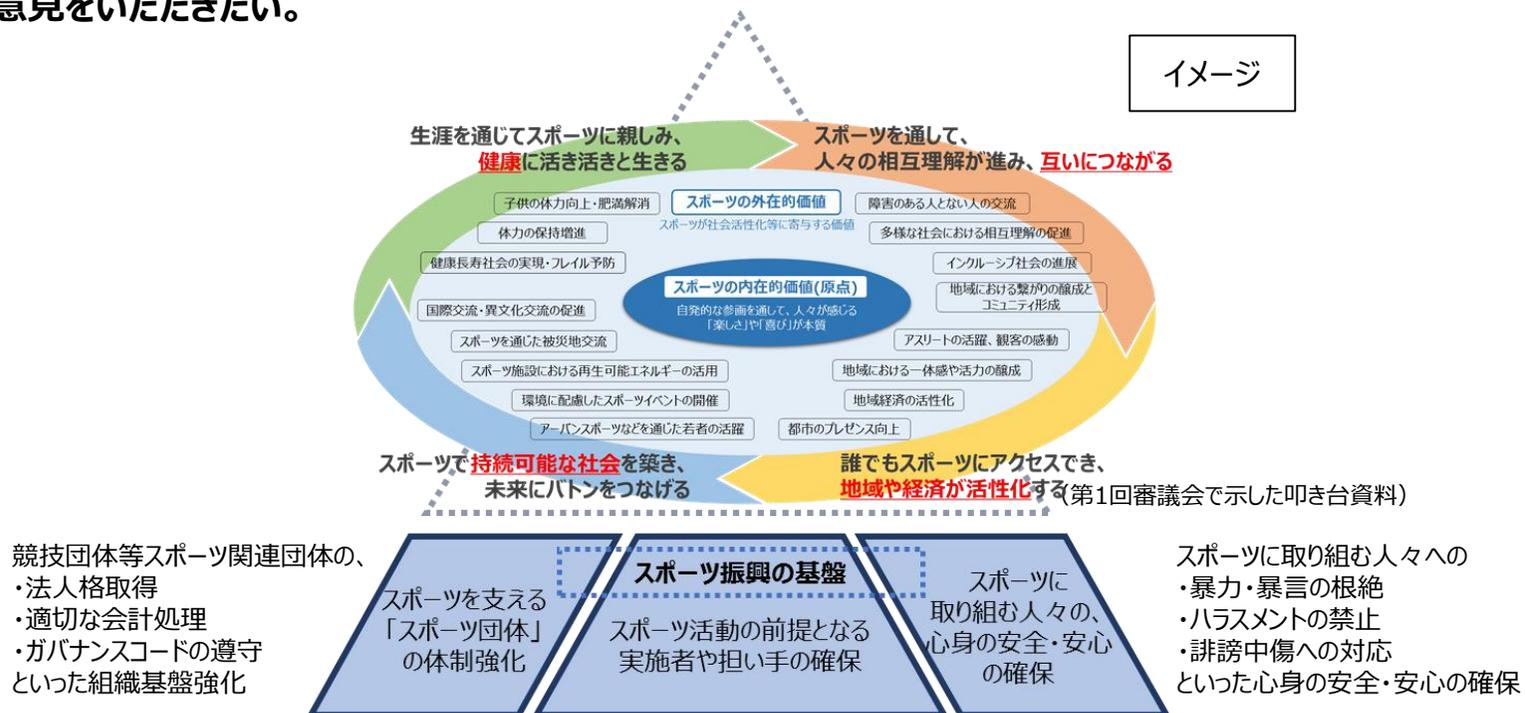 意見をいただきたい。
イメージ
生涯を通じてスポーツに親しみ、
健康に活き活きと生きる
スポーツを通して、
人々の相互理解が進み、互いにつながる
子供の体力向上・肥満解消
スポーツの外在的価値
障害のある人とない人の交流
体力の保持増進
スポーツが社会活性化等に寄与する価値
多様な社会における相互理解の促進
健康長寿社会の実現・フレイル予防
インクルーシブ社会の進展
スポーツの内在的価値(原点)
地域における繋がりの醸成と
コミュニティ形成
国際交流・異文化交流の促進
自発的な参画を通して、人々が感じる
「楽しさ」や「喜び」が本質
スポーツを通じた被災地交流
アスリートの活躍、観客の感動
スポーツ施設における再生可能エネルギーの活用
地域における一体感や活力の醸成
環境に配慮したスポーツイベントの開催
地域経済の活性化
アーバンスポーツなどを通じた若者の活躍
都市のプレゼンス向上
スポーツで持続可能な社会を築き、
未来にバトンをつなげる
誰でもスポーツにアクセスでき、
地域や経済が活性化する
(第1回審議会で示した叩き台資料)
競技団体等スポーツ関連団体の、
・法人格取得
・適切な会計処理
・ガバナンスコードの遵守
といった組織基盤強化
スポーツを支える
「スポーツ団体」
の体制強化
スポーツ振興の基盤
スポーツ活動の前提となる
実施者や担い手の確保
スポーツに
取り組む人々の、
心身の安全・安心
の確保
スポーツに取り組む人々への
・暴力・暴言の根絶
・ハラスメントの禁止
・誹謗中傷への対応
といった心身の安全・安心の確保